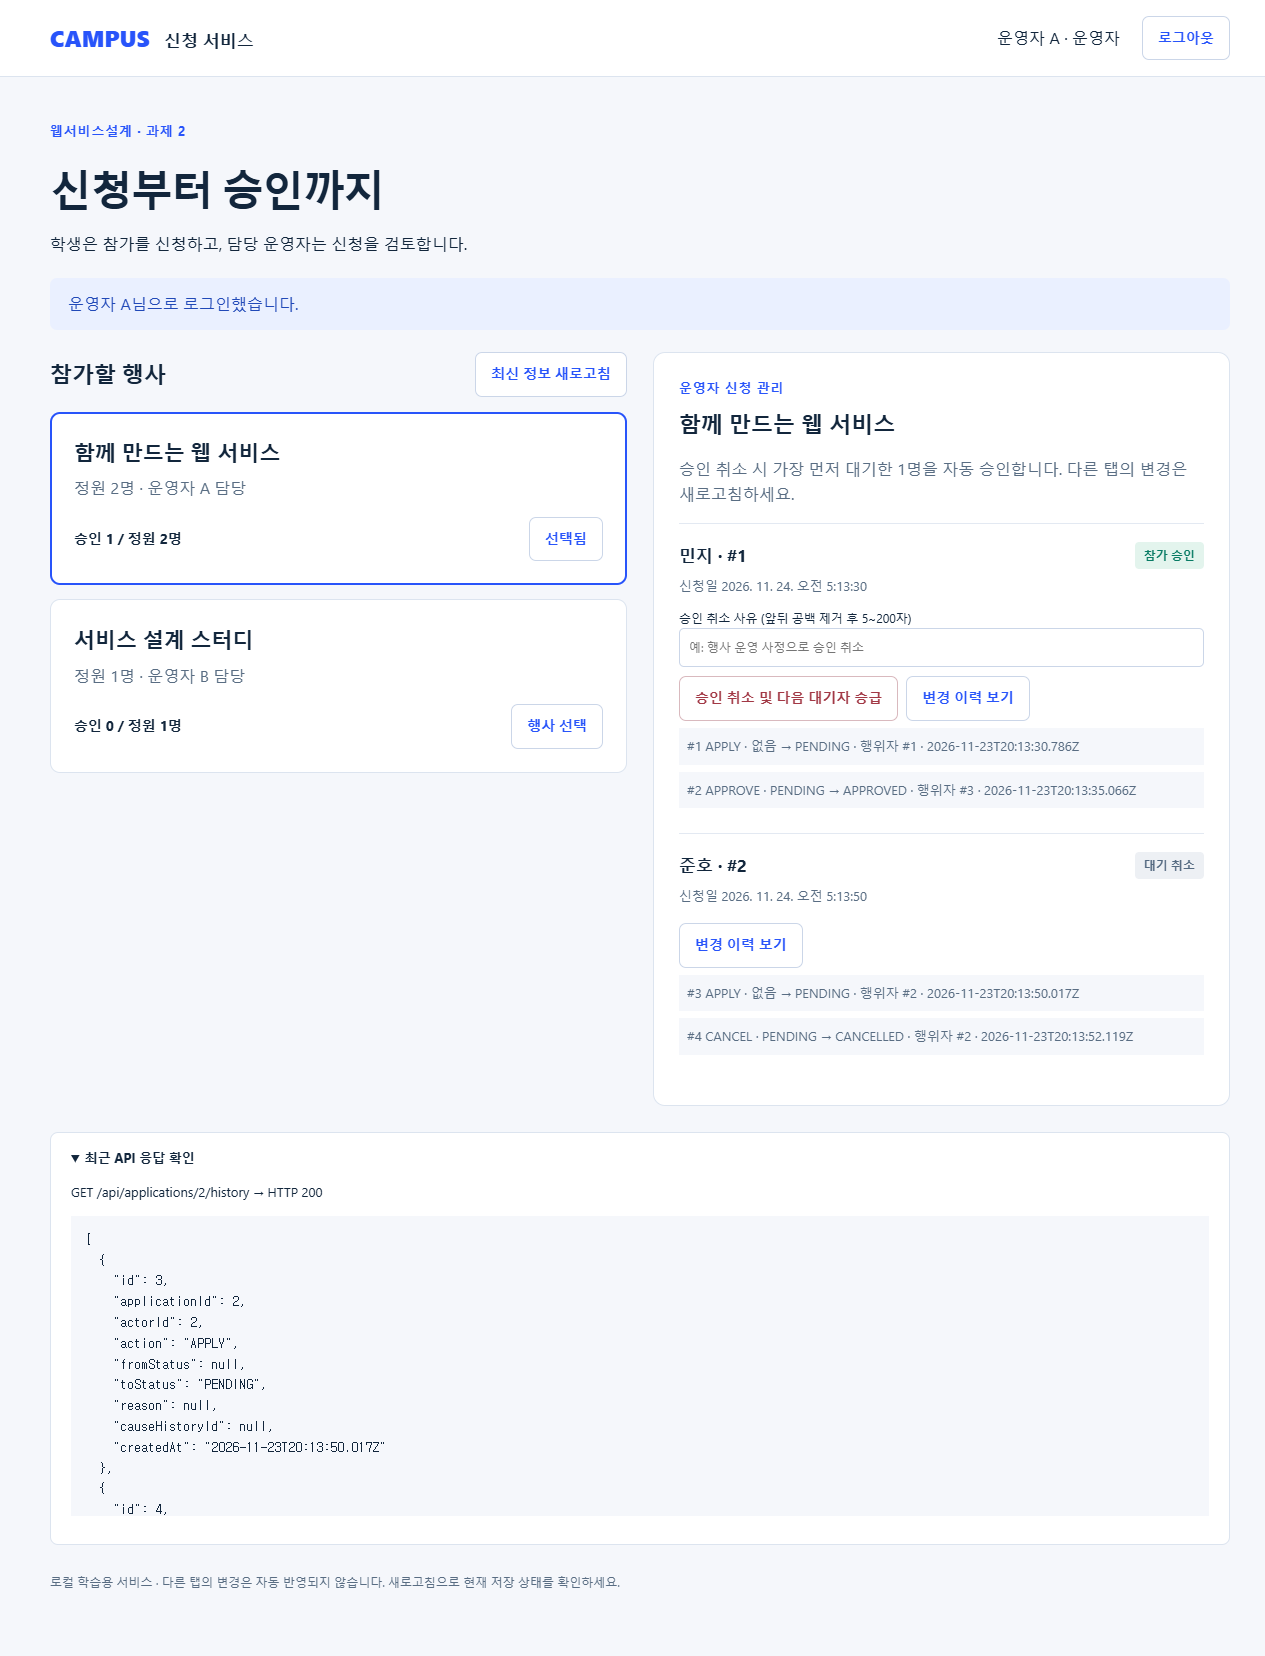 CAMPUS 신청 서비스
운영자 A · 운영자
로그아웃
웹서비스설계 · 과제 2
신청부터 승인까지
학생은 참가를 신청하고, 담당 운영자는 신청을 검토합니다.
운영자 A님으로 로그인했습니다.
참가할 행사
최신 정보 새로고침
함께 만드는 웹 서비스
정원 2명 · 운영자 A 담당
승인 1 / 정원 2명
선택됨
서비스 설계 스터디
정원 1명 · 운영자 B 담당
승인 0 / 정원 1명
행사 선택
운영자 신청 관리
함께 만드는 웹 서비스
승인 취소 시 가장 먼저 대기한 1명을 자동 승인합니다. 다른 탭의 변경은
새로고침하세요.
민지 · #1
참가 승인
신청일 2026. 11. 24. 오전 5:13:30
승인 취소 사유 (앞뒤 공백 제거 후 5~200자)
예: 행사 운영 사정으로 승인 취소
승인 취소 및 다음 대기자 승급
변경 이력 보기
#1 APPLY · 없음 → PENDING · 행위자 #1 · 2026-11-23T20:13:30.786Z
#2 APPROVE · PENDING → APPROVED · 행위자 #3 · 2026-11-23T20:13:35.066Z
준호 · #2
대기 취소
신청일 2026. 11. 24. 오전 5:13:50
변경 이력 보기
#3 APPLY · 없음 → PENDING · 행위자 #2 · 2026-11-23T20:13:50.017Z
#4 CANCEL · PENDING → CANCELLED · 행위자 #2 · 2026-11-23T20:13:52.119Z
▼ 최근 API 응답 확인
GET /api/applications/2/history → HTTP 200
[
{
"id": 3,
"applicationId": 2,
"actorId": 2,
"action": "APPLY",
"fromStatus": null,
"toStatus": "PENDING",
"reason": null,
"causeHistoryId": null,
"createdAt": "2026-11-23T20:13:50.017Z"
},
{
"id": 4,
로컬 학습용 서비스 · 다른 탭의 변경은 자동 반영되지 않습니다. 새로고침으로 현재 저장 상태를 확인하세요.